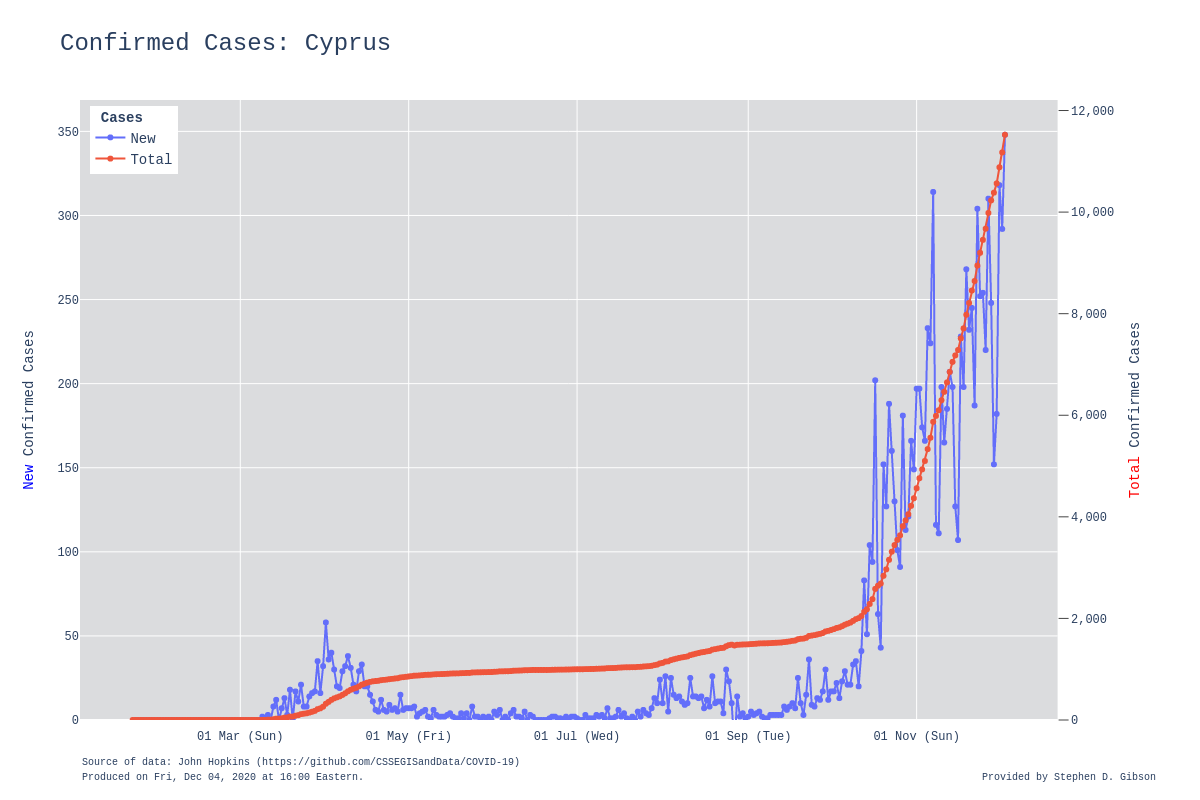 Confirmed Cases: Cyprus
Cases
New
Total
350
300
250
200
150
100
50
0
12,000
10,000
8,000
6,000
4,000
2,000
0
New Confirmed Cases
Total Confirmed Cases
01 Mar (Sun)
01 May (Fri)
01 Jul (Wed)
01 Sep (Tue)
01 Nov (Sun)
Source of data: John Hopkins (https://github.com/CSSEGISandData/COVID-19)
Produced on Fri, Dec 04, 2020 at 16:00 Eastern.
Provided by Stephen D. Gibson